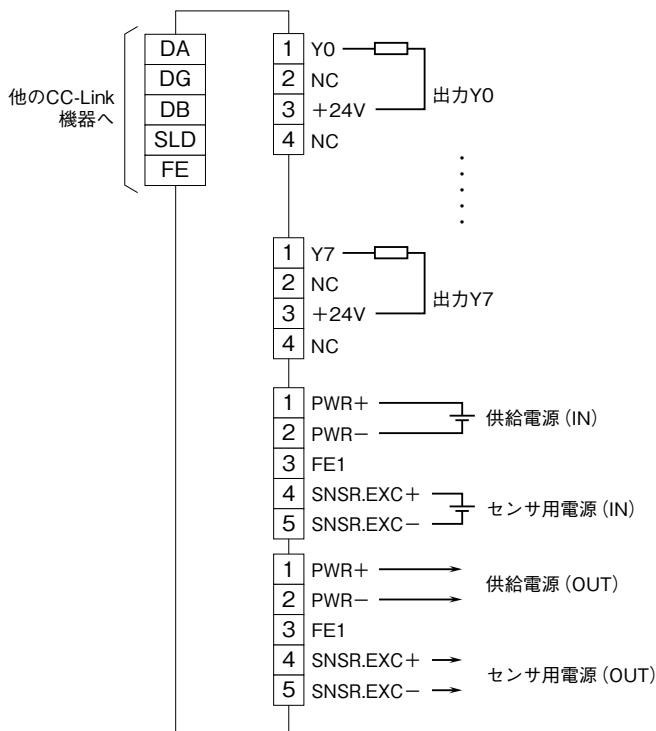 他のCC-Link
機器へ
DA
DG
DB
SLD
FE
1 Y0
2 NC
3 +24V
4 NC
出力Y0
1 Y7
2 NC
3 +24V
4 NC
出力Y7
1 PWR+
2 PWR−
3 FE1
4 SNSR.EXC+
5 SNSR.EXC−
供給電源(IN)
センサ用電源(IN)
1 PWR+
2 PWR−
3 FE1
4 SNSR.EXC+
5 SNSR.EXC−
供給電源(OUT)
センサ用電源(OUT)